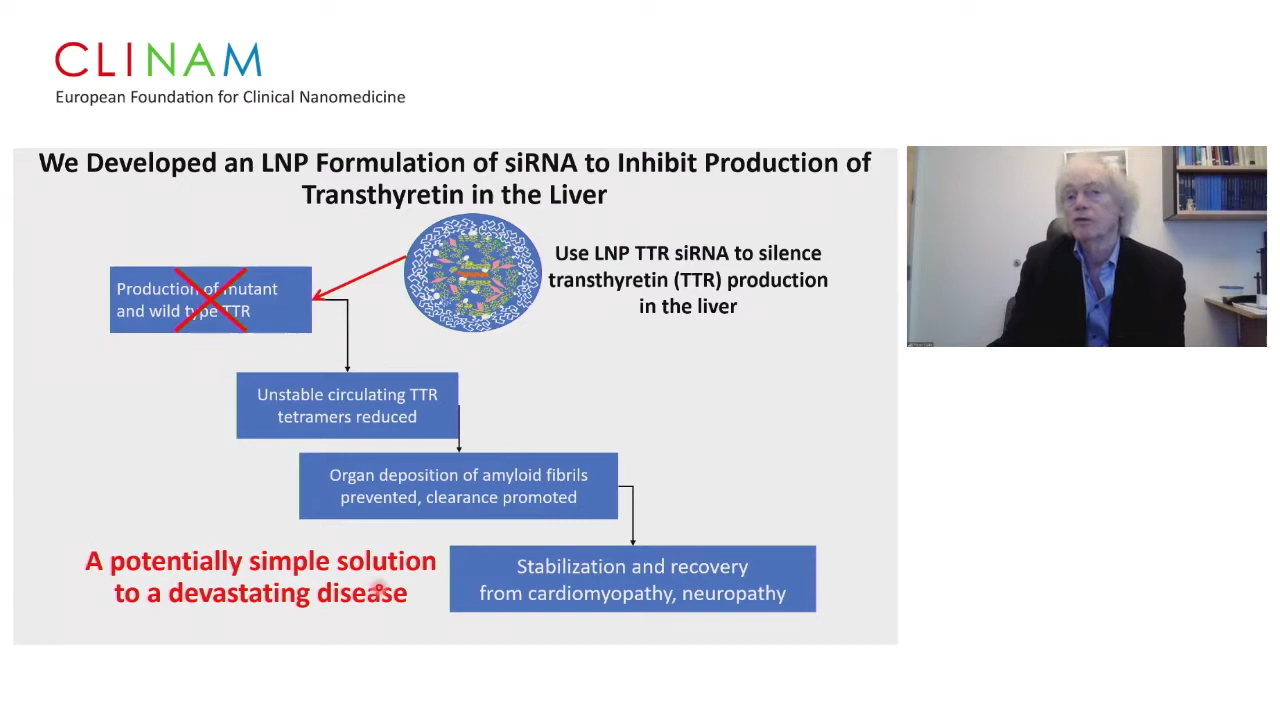 CLINAM
European Foundation for Clinical Nanomedicine
We Developed an LNP Formulation of siRNA to Inhibit Production of
Transthyretin in the Liver
Use LNP TTR siRNA to silence
transthyretin (TTR) production
in the liver
Production of mutant
and wild type TTR
Unstable circulating TTR
tetramers reduced
Organ deposition of amyloid fibrils
prevented, clearance promoted
A potentially simple solution
to a devastating disease
Stabilization and recovery
from cardiomyopathy, neuropathy